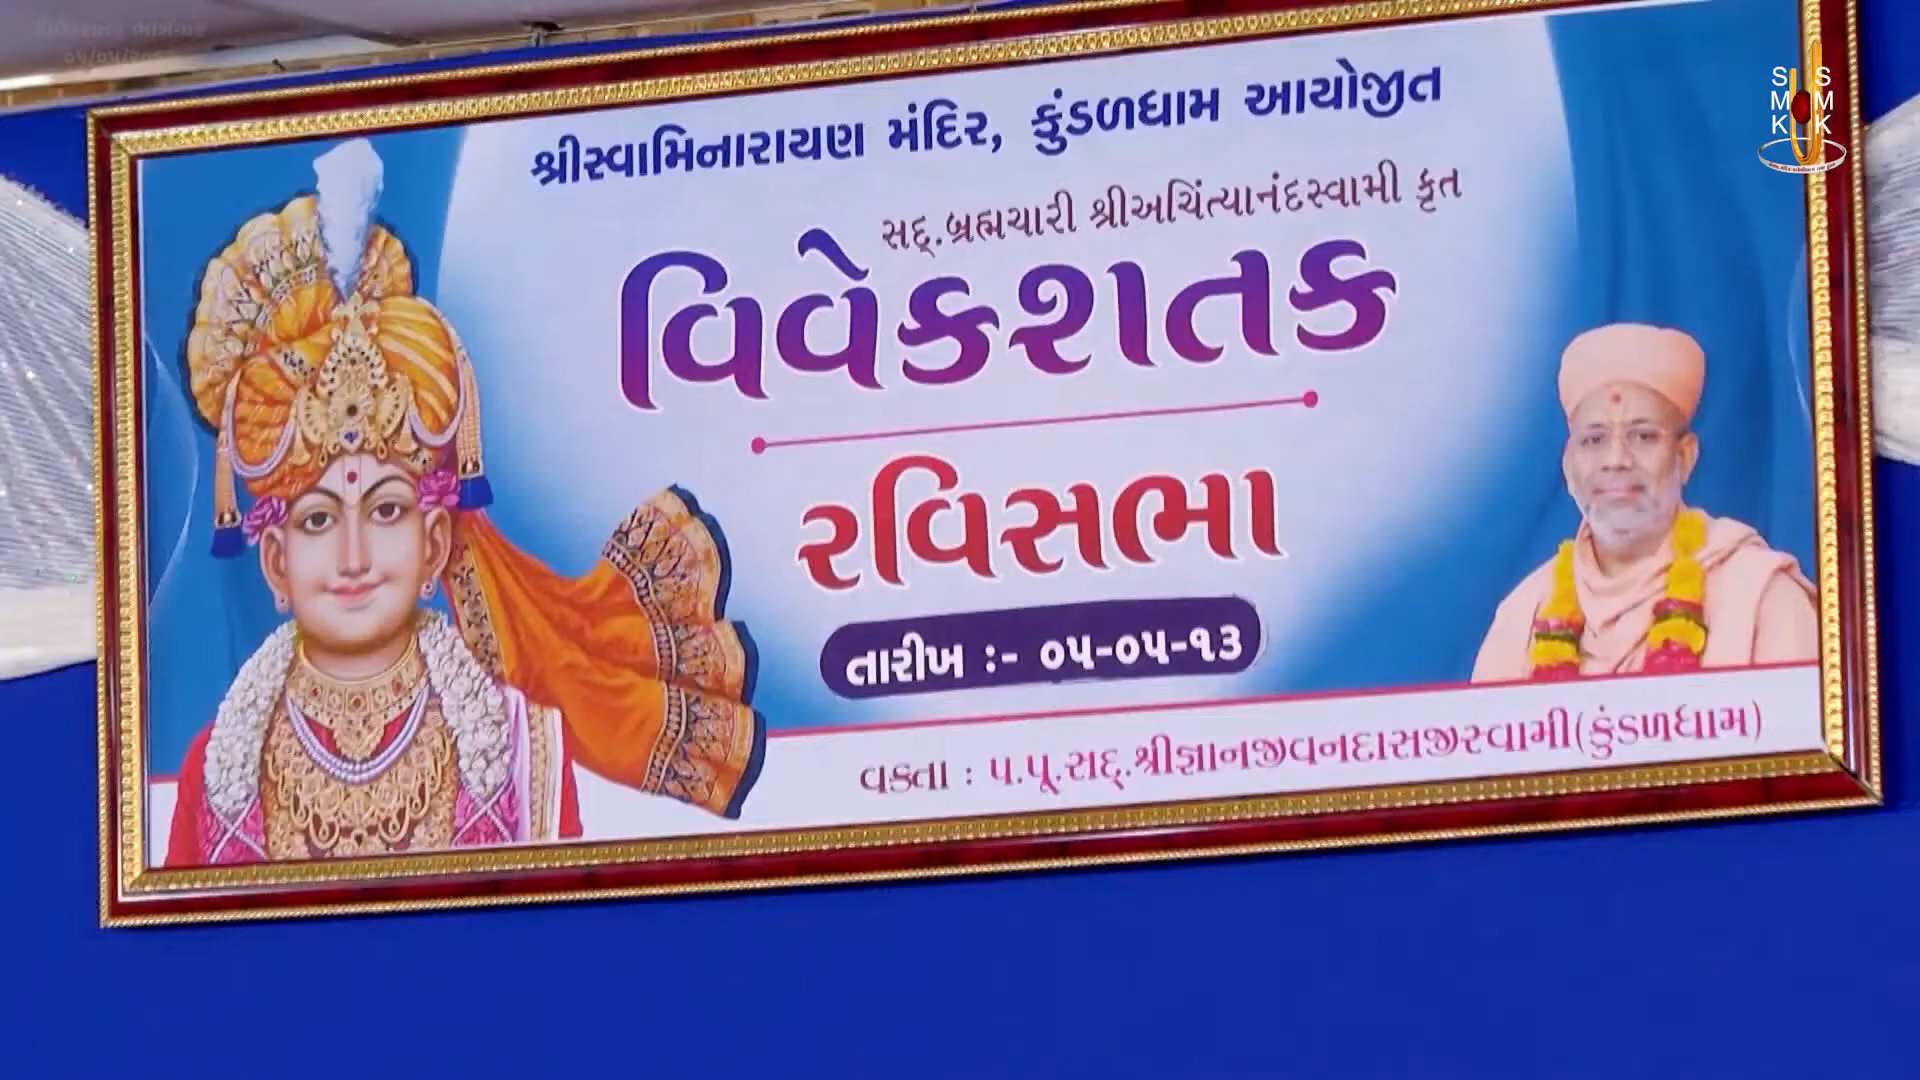 શ્રીસ્વામિનારાયણ મંદિર, કુંડળધામ આયોજીત
સદ્.બ્રહ્મચારી શ્રીઅચિંત્યાનંદસ્વામી કૃત
વિવેકશતક
રવિસભા
તારીખ :- ૦૫-૦૫-૧૩
વક્તા : પ.પૂ.સદ્.શ્રીજ્ઞાનજીવનદાસજીસ્વામી(કુંડળધામ)
S S
M M
K K